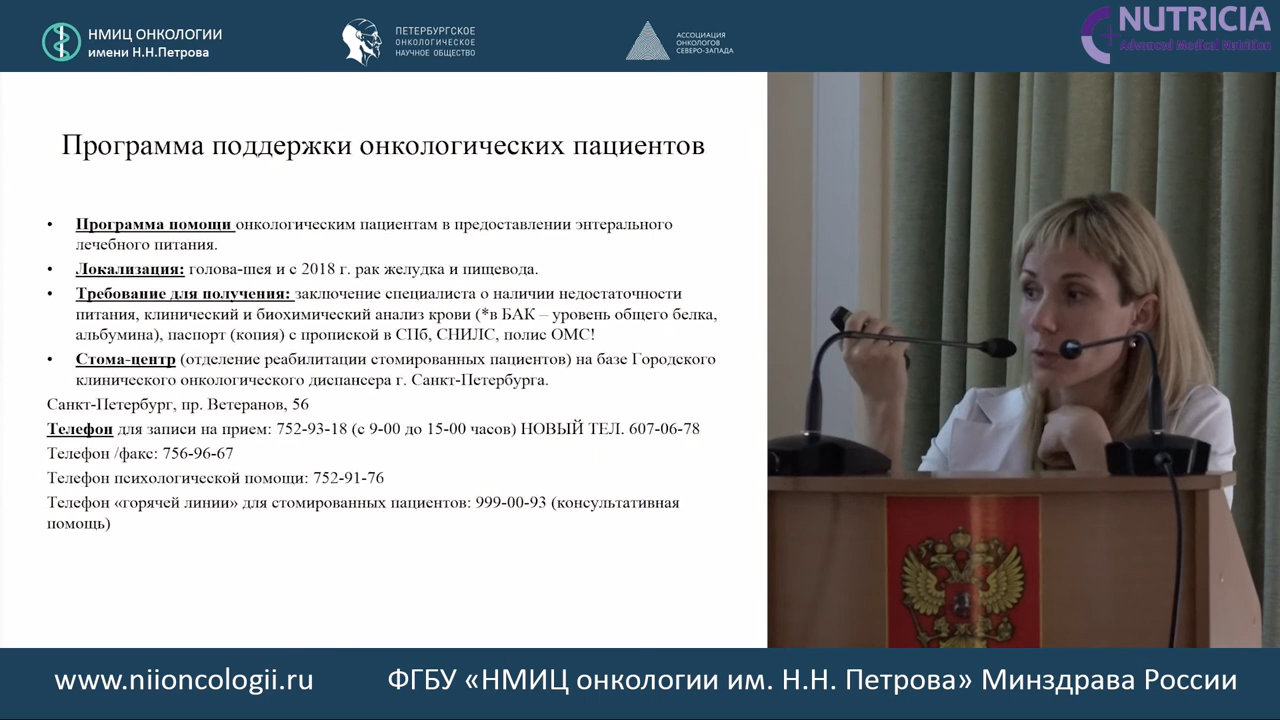 НМИЦ ОНКОЛОГИИ
имени Н.Н.Петрова
ПЕТЕРБУРГСКОЕ
ОНКОЛОГИЧЕСКОЕ
НАУЧНОЕ ОБЩЕСТВО
АССОЦИАЦИЯ
ОНКОЛОГОВ
СЕВЕРО-ЗАПАДА
NUTRICIA
Advanced Medical Nutrition
Программа поддержки онкологических пациентов
• Программа помощи онкологическим пациентам в предоставлении энтерального
лечебного питания.
• Локализация: голова-шея и с 2018 г. рак желудка и пищевода.
• Требование для получения: заключение специалиста о наличии недостаточности
питания, клинический и биохимический анализ крови (*в БАК – уровень общего белка,
альбумина), паспорт (копия) с пропиской в СПб, СНИЛС, полис ОМС!
• Стома-центр (отделение реабилитации стомированных пациентов) на базе Городского
клинического онкологического диспансера г. Санкт-Петербурга.
Санкт-Петербург, пр. Ветеранов, 56
Телефон для записи на прием: 752-93-18 (с 9-00 до 15-00 часов) НОВЫЙ ТЕЛ. 607-06-78
Телефон /факс: 756-96-67
Телефон психологической помощи: 752-91-76
Телефон «горячей линии» для стомированных пациентов: 999-00-93 (консультативная
помощь)
www.niioncologii.ru
ФГБУ «НМИЦ онкологии им. Н.Н. Петрова» Минздрава России